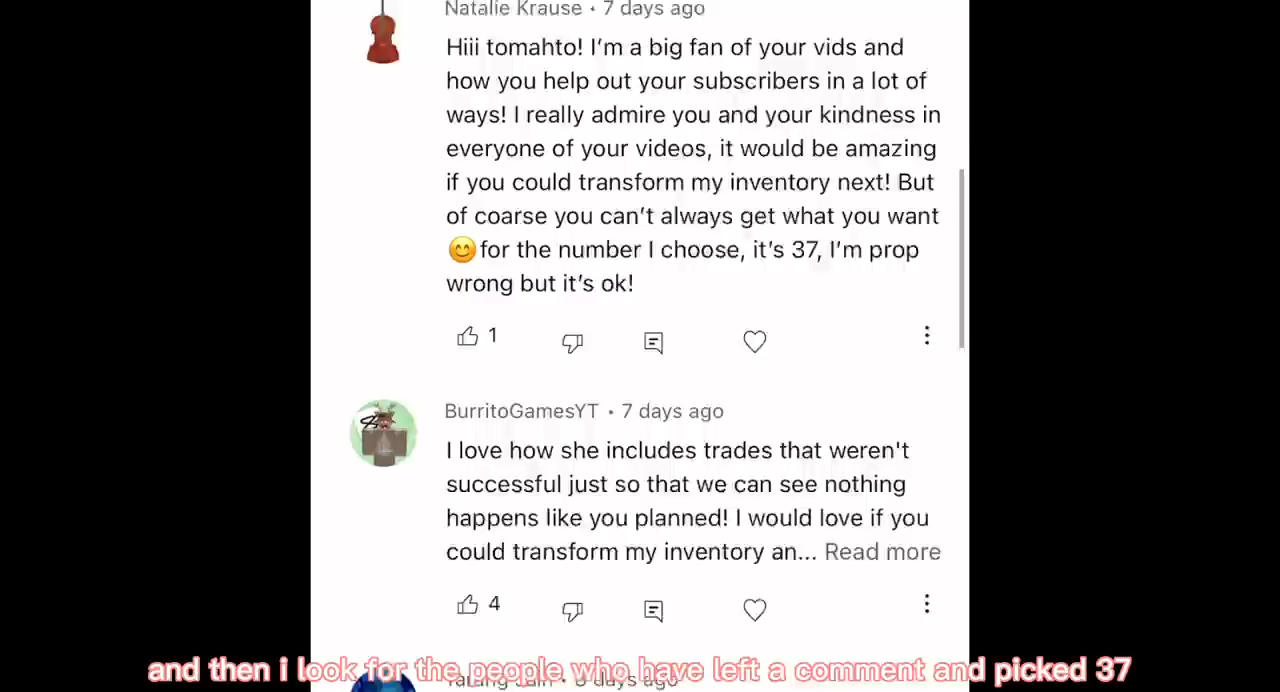 Natalie Krause • 7 days ago
Hiii tomahto! I’m a big fan of your vids and
how you help out your subscribers in a lot of
ways! I really admire you and your kindness in
everyone of your videos, it would be amazing
if you could transform my inventory next! But
of coarse you can’t always get what you want
😊for the number I choose, it’s 37, I’m prop
wrong but it’s ok!
1
BurritoGamesYT • 7 days ago
I love how she includes trades that weren't
successful just so that we can see nothing
happens like you planned! I would love if you
could transform my inventory an... Read more
4
and then i look for the people who have left a comment and picked 37